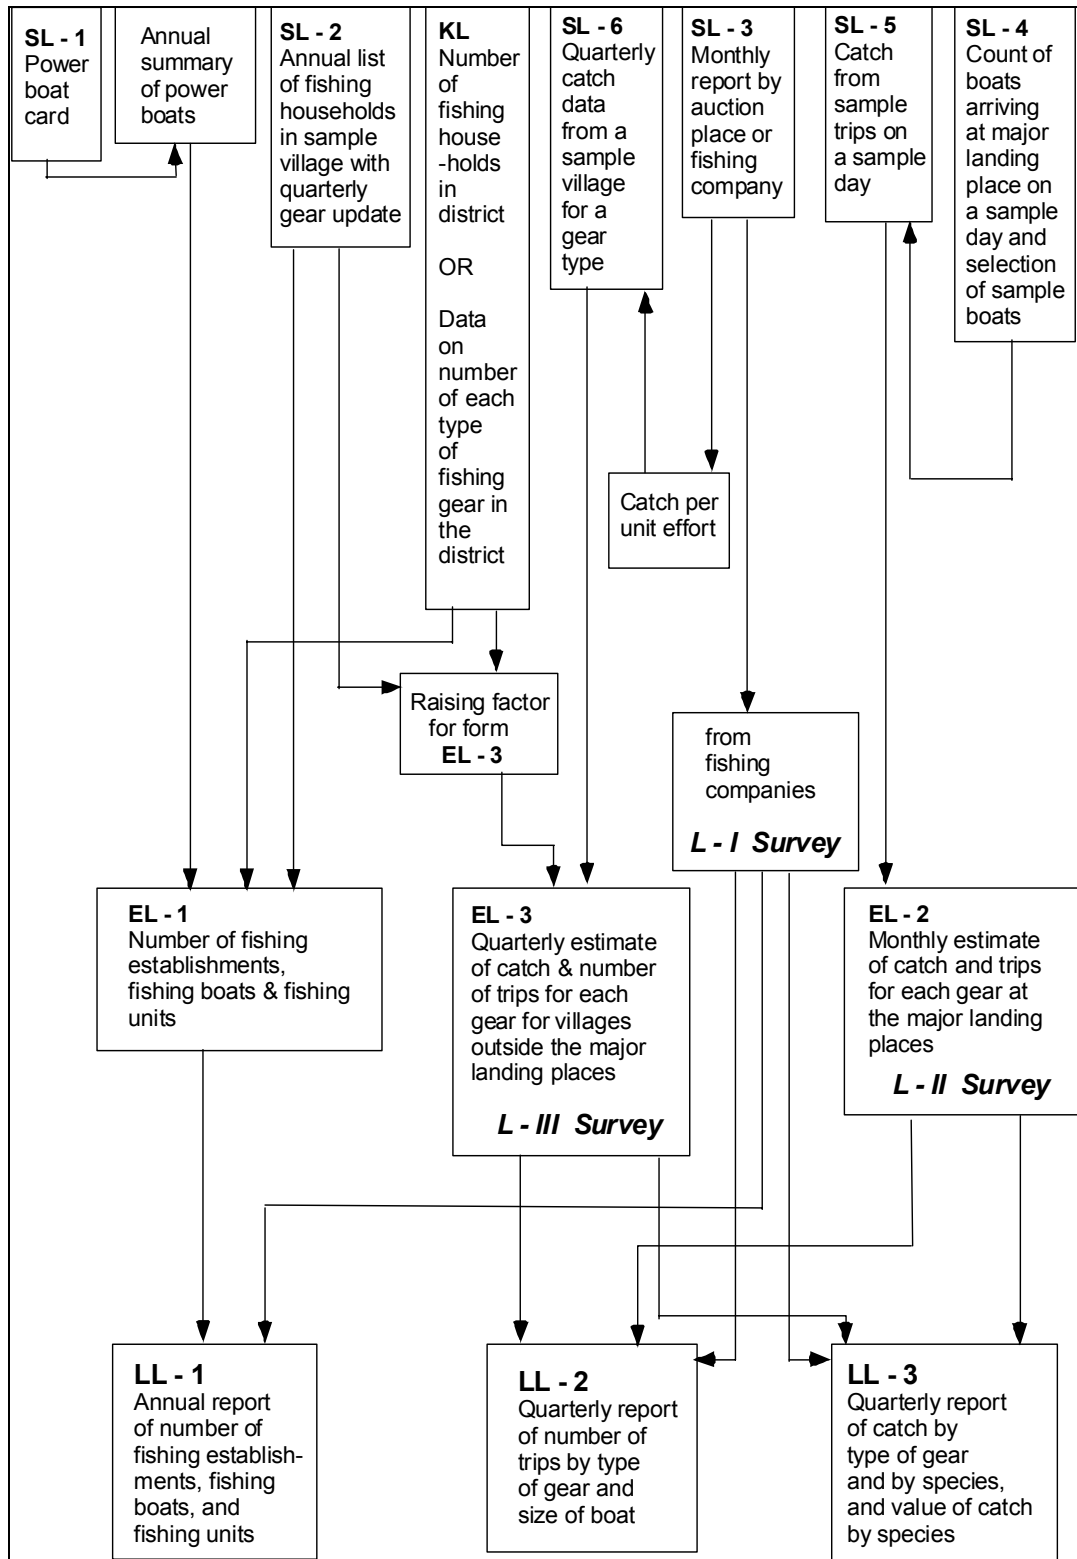 SL - 1
Power
boat
card
Annual
summary
of power
boats
SL - 2
Annual list
of fishing
households
in sample
village with
quarterly
gear update
KL
Number
of
fishing
house
-holds in
district
OR
Data
on
number
of each
type
of
fishing
gear in
the
district
SL - 6
Quarterly
catch
data
from a
sample
village
for a
gear
type
SL - 3
Monthly
report by
auction
place or
fishing
company
SL - 5
Catch
from
sample
trips on
a sample
day
SL - 4
Count of
boats
arriving
at major
landing
place on
a sample
day and
selection
of sample
boats
Catch per
unit effort
Raising factor
for form
EL - 3
from
fishing
companies
L - I Survey
EL - 1
Number of fishing
establishments,
fishing boats & fishing
units
EL - 3
Quarterly estimate
of catch & number
of trips for each
gear for villages
outside the major
landing places
L - III Survey
EL - 2
Monthly estimate
of catch and trips
for each gear at
the major landing
places
L - II Survey
LL - 1
Annual report
of number of
fishing establish-
ments, fishing
boats, and
fishing units
LL - 2
Quarterly report
of number of
trips by type
of gear and
size of boat
LL - 3
Quarterly report
of catch by
type of gear
and by species,
and value of catch
by species